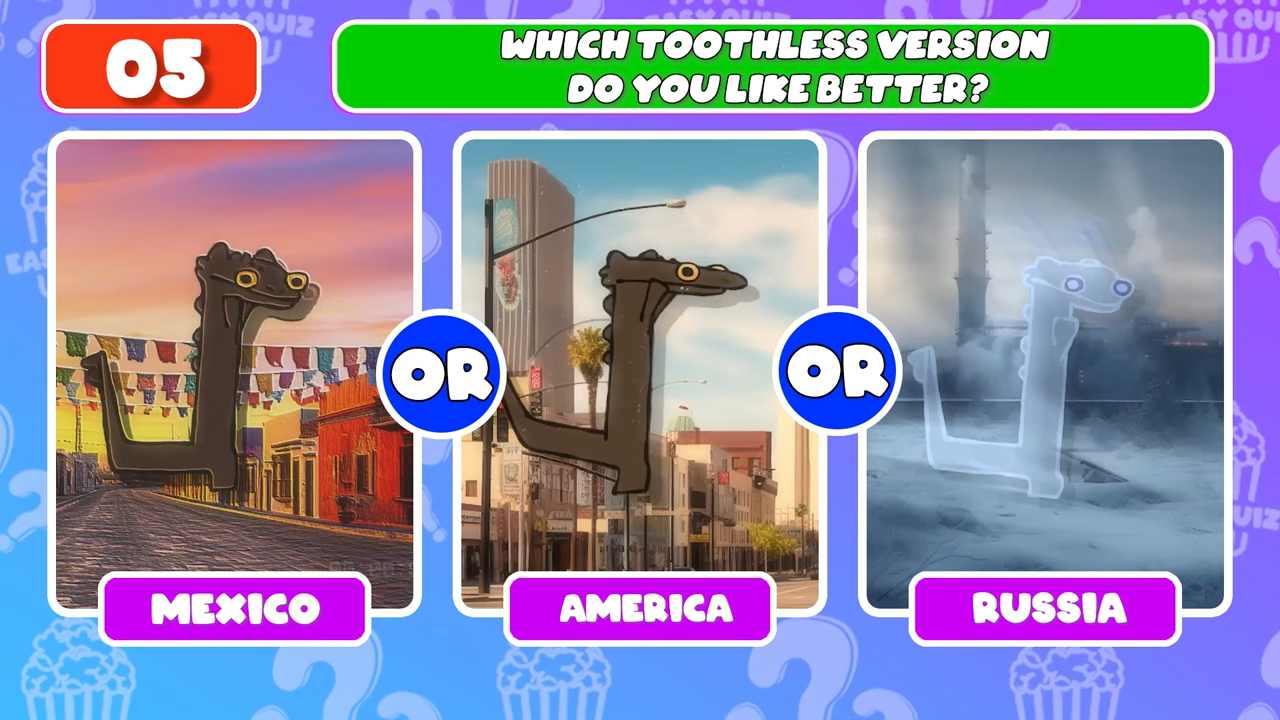 05
WHICH TOOTHLESS VERSION
DO YOU LIKE BETTER?
OR
OR
MEXICO
AMERICA
RUSSIA